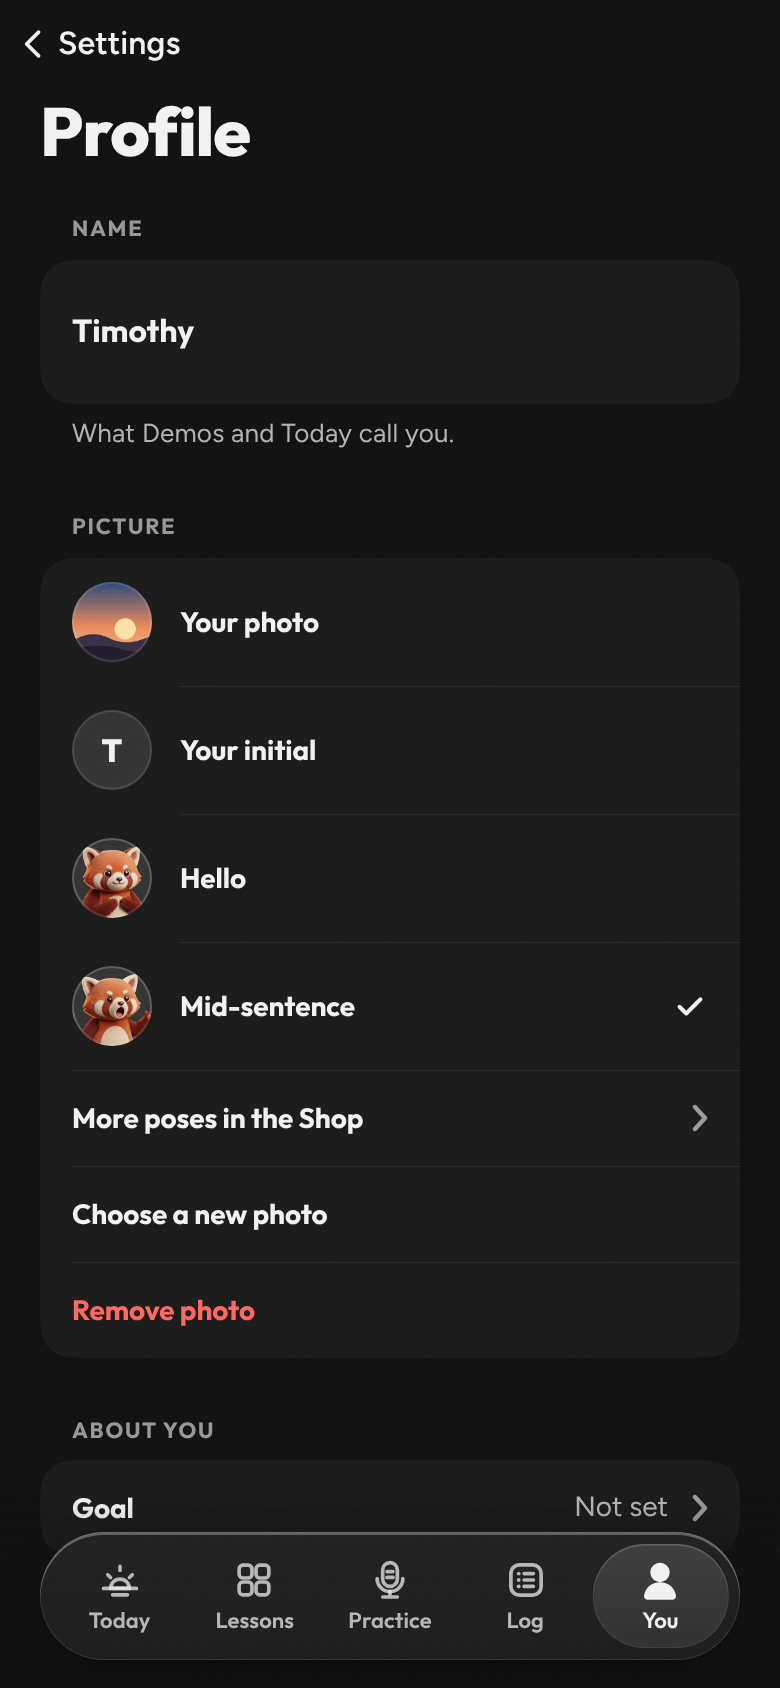 Settings
Profile
NAME
Timothy
What Demos and Today call you.
PICTURE
Your photo
T
Your initial
Hello
Mid-sentence
More poses in the Shop
Choose a new photo
Remove photo
ABOUT YOU
Goal
Not set
Today
Lessons
Practice
Log
You